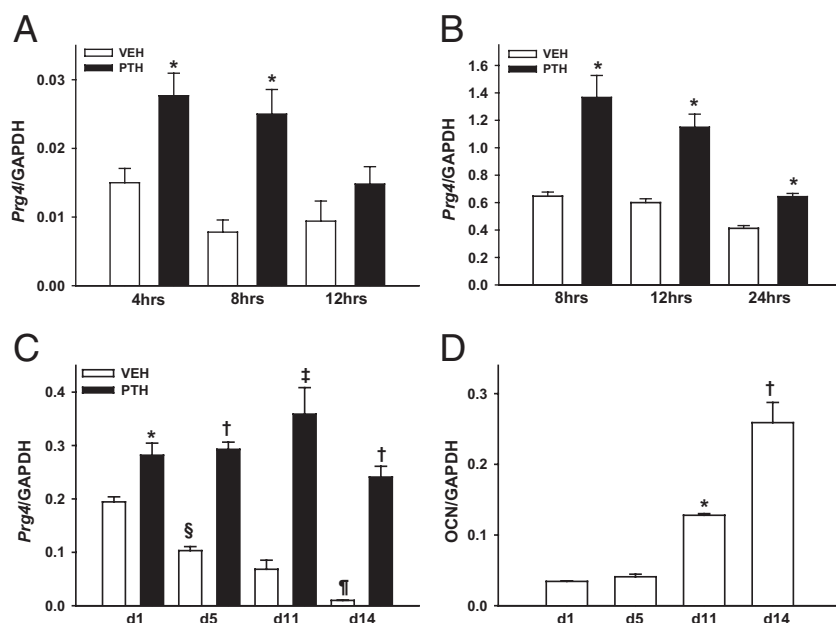 A
VEH
PTH
*
*
0.03
0.02
0.01
0.00
Prg4/GAPDH
4hrs
8hrs
12hrs
B
VEH
PTH
*
*
*
1.6
1.4
1.2
1.0
0.8
0.6
0.4
0.2
0.0
Prg4/GAPDH
8hrs
12hrs
24hrs
C
VEH
PTH
*
†
‡
†
§
¶
0.4
0.3
0.2
0.1
0.0
Prg4/GAPDH
d1
d5
d11
d14
D
*
†
0.3
0.2
0.1
0.0
OCN/GAPDH
d1
d5
d11
d14